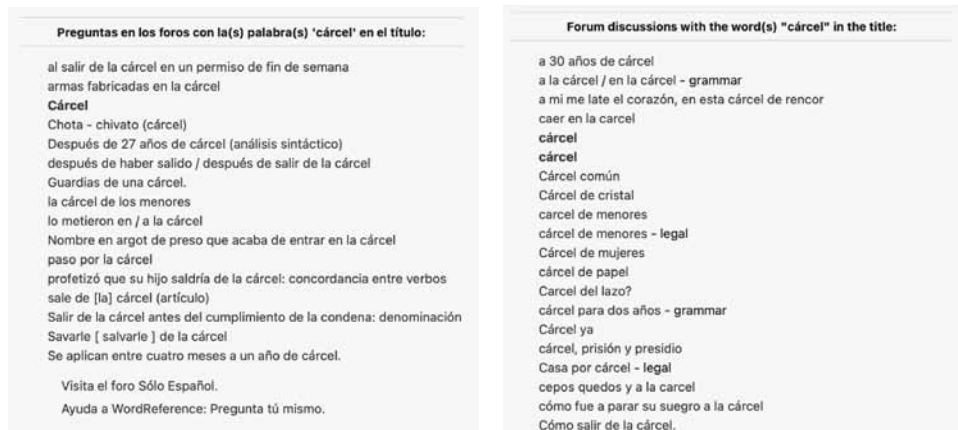 Preguntas en los foros con la(s) palabra(s) 'cárcel' en el título:
al salir de la cárcel en un permiso de fin de semana
armas fabricadas en la cárcel
Cárcel
Chota - chivato (cárcel)
Después de 27 años de cárcel (análisis sintáctico)
después de haber salido / después de salir de la cárcel
Guardias de una cárcel.
la cárcel de los menores
lo metieron en / a la cárcel
Nombre en argot de preso que acaba de entrar en la cárcel
paso por la cárcel
profetizó que su hijo saldría de la cárcel: concordancia entre verbos
sale de [la] cárcel (artículo)
Salir de la cárcel antes del cumplimiento de la condena: denominación
Savarle [ salvarle ] de la cárcel
Se aplican entre cuatro meses a un año de cárcel.
Visita el foro Sólo Español.
Ayuda a WordReference: Pregunta tú mismo.
Forum discussions with the word(s) "cárcel" in the title:
a 30 años de cárcel
a la cárcel / en la cárcel - grammar
a mi me late el corazón, en esta cárcel de rencor
caer en la carcel
cárcel
cárcel
Cárcel común
Cárcel de cristal
carcel de menores
cárcel de menores - legal
Cárcel de mujeres
cárcel de papel
Carcel del lazo?
cárcel para dos años - grammar
Cárcel ya
cárcel, prisión y presidio
Casa por cárcel - legal
cepos quedos y a la carcel
cómo fue a parar su suegro a la cárcel
Cómo salir de la cárcel.